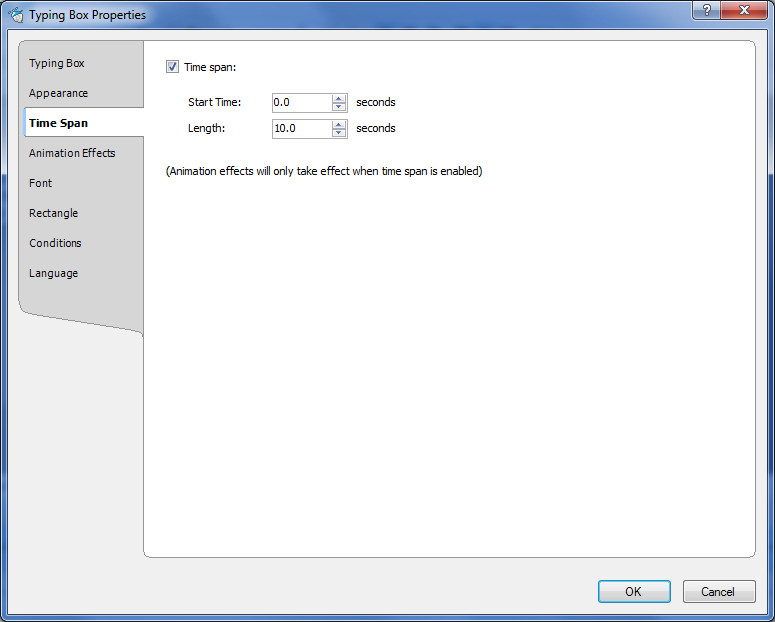 Typing Box Properties
?
Typing Box
Appearance
Time Span
Animation Effects
Font
Rectangle
Conditions
Language
Time span:
Start Time: 0.0 seconds
Length: 10.0 seconds
(Animation effects will only take effect when time span is enabled)
OK Cancel